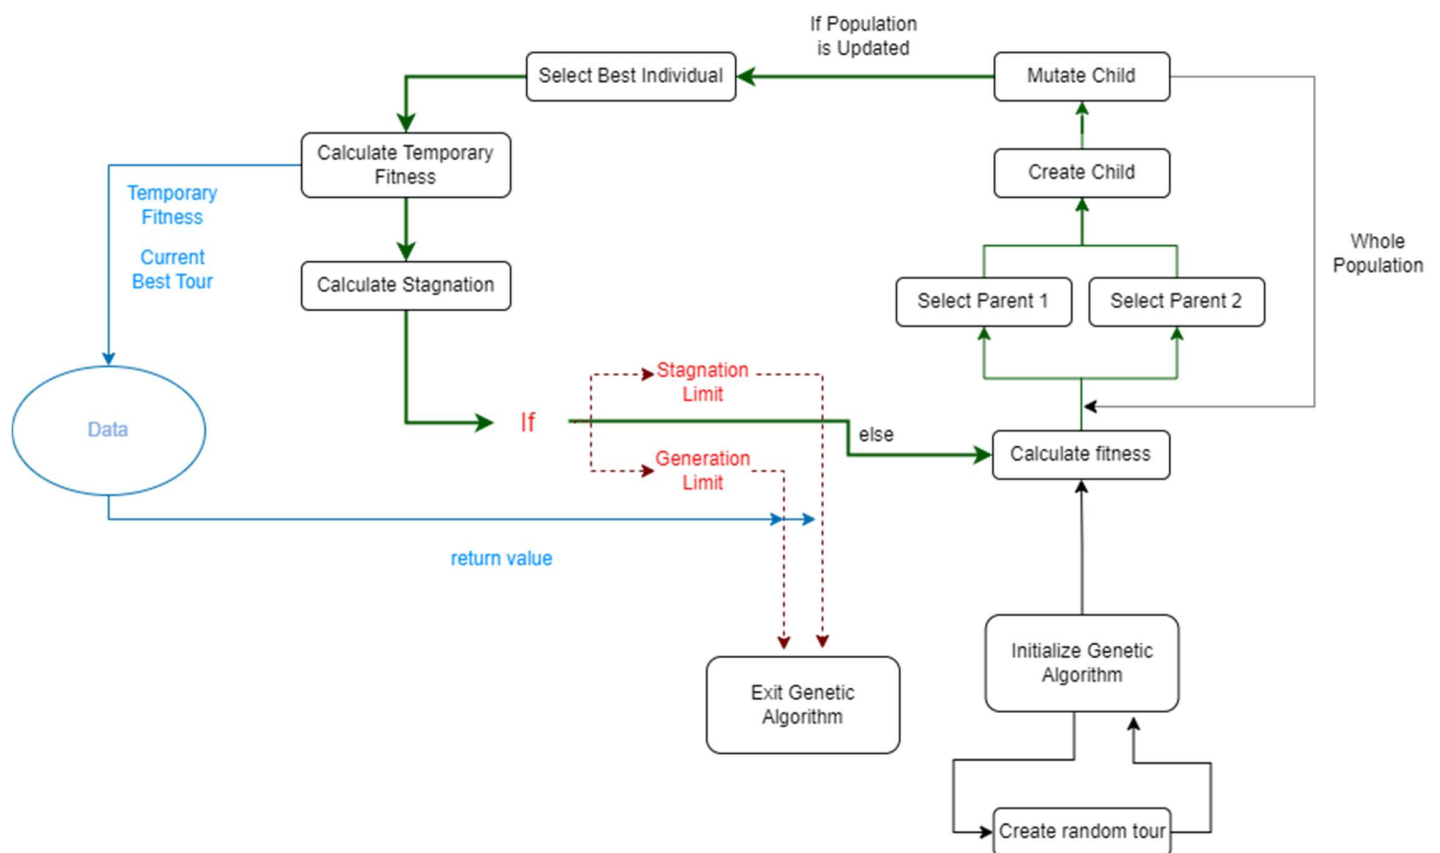 If Population
is Updated
Select Best Individual
Mutate Child
Calculate Temporary
Fitness
Create Child
Temporary
Fitness
Current
Best Tour
Whole
Population
Calculate Stagnation
Select Parent 1
Select Parent 2
Stagnation
Limit
If
else
Data
Generation
Limit
Calculate fitness
return value
Initialize Genetic
Algorithm
Exit Genetic
Algorithm
Create random tour